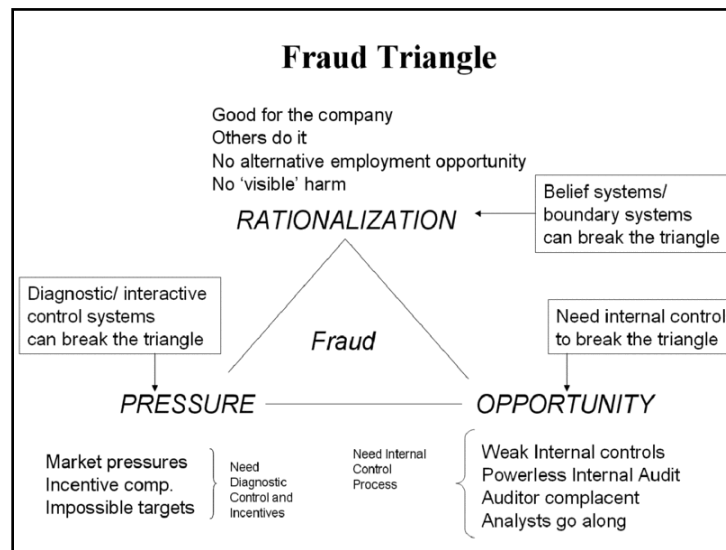 Fraud Triangle
Good for the company
Others do it
No alternative employment opportunity
No ‘visible’ harm
RATIONALIZATION
Belief systems/
boundary systems
can break the triangle
Diagnostic/ interactive
control systems
can break the triangle
Fraud
Need internal control
to break the triangle
PRESSURE
OPPORTUNITY
Market pressures
Incentive comp.
Impossible targets
Need
Diagnostic
Control and
Incentives
Need Internal
Control
Process
Weak Internal controls
Powerless Internal Audit
Auditor complacent
Analysts go along